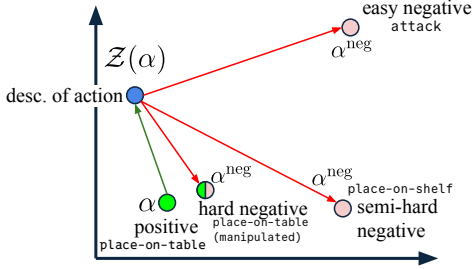 easy negative
attack
α^neg
Z(α)
desc. of action
α^neg
α^neg
place-on-shelf
semi-hard
negative
α
hard negative
place-on-table
(manipulated)
positive
place-on-table